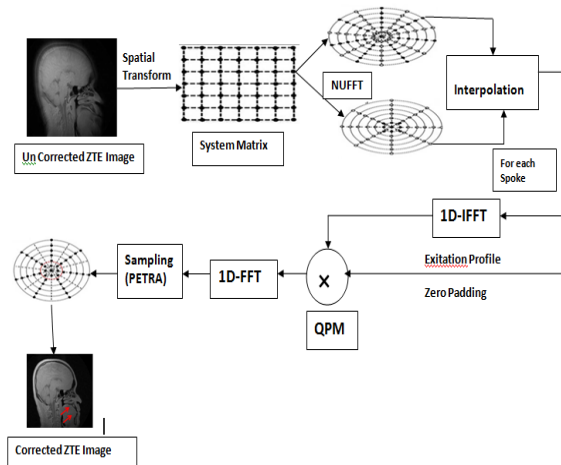 Spatial
Transform
NUFFT
Interpolation
Un Corrected ZTE Image
System Matrix
For each
Spoke
1D-IFFT
Exitation Profile
Zero Padding
Sampling
(PETRA)
1D-FFT
X
QPM
Corrected ZTE Image